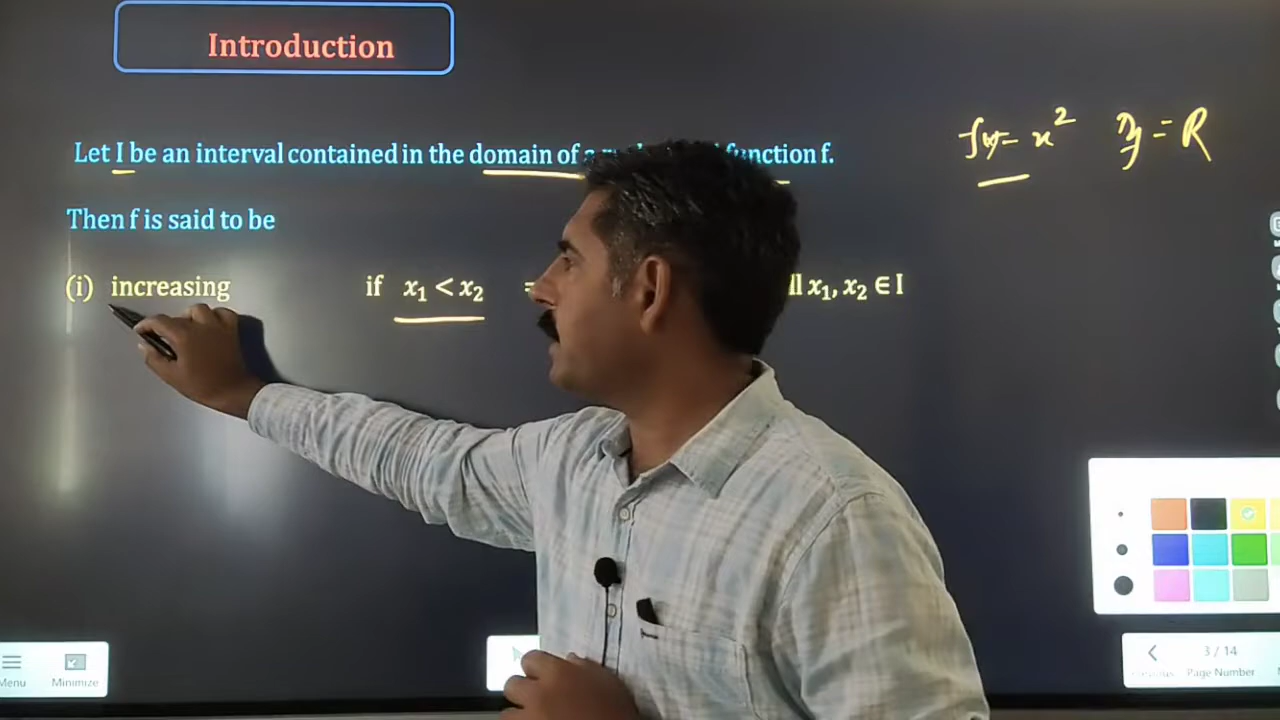 Introduction
Let I be an interval contained in the domain of a function f.
f(x) = x²
= R
Then f is said to be
(i) increasing if x₁ < x₂ x₁, x₂ ∈ I
Menu
Minimize
3 / 14
Page Number